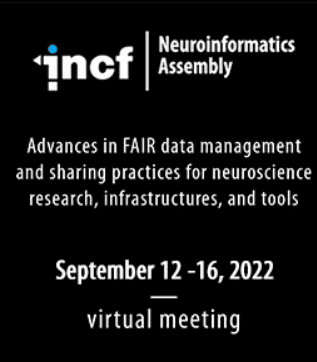 incf
Neuroinformatics
Assembly
Advances in FAIR data management
and sharing practices for neuroscience
research, infrastructures, and tools
September 12 -16, 2022
virtual meeting